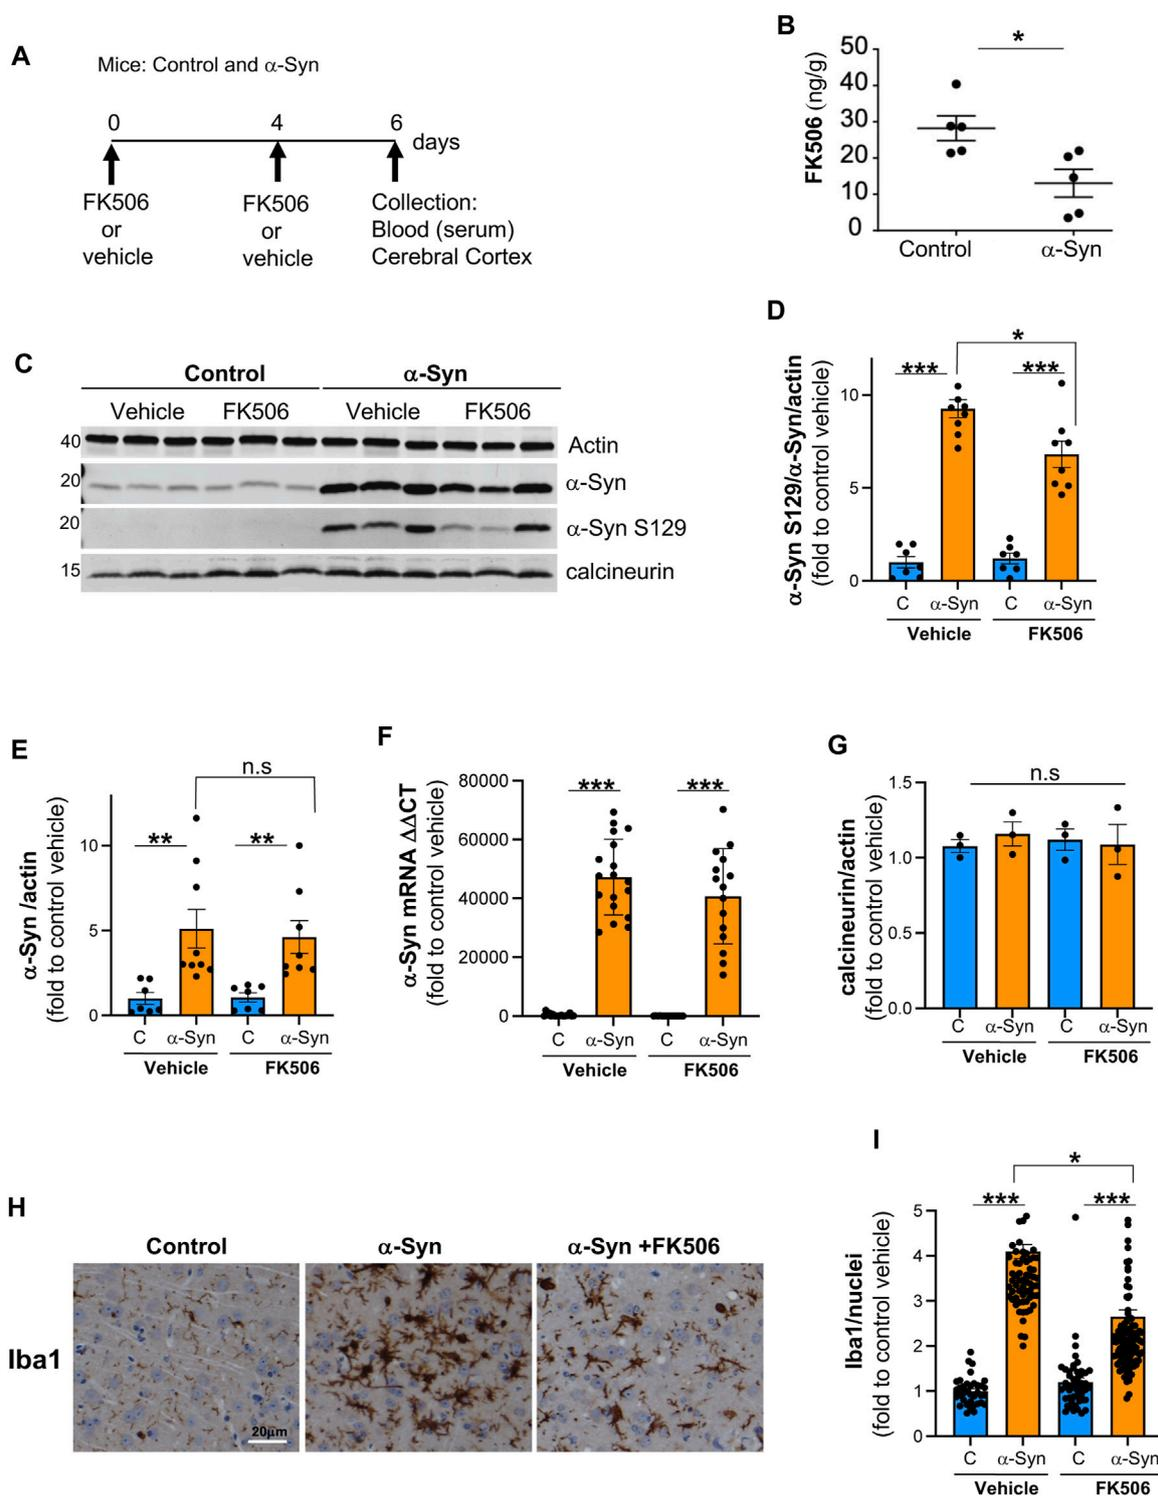 A
Mice: Control and α-Syn
0 4 6 days
FK506 or vehicle
FK506 or vehicle
Collection:
Blood (serum)
Cerebral Cortex
B
FK506 (ng/g)
50
40
30
20
10
0
*
Control α-Syn
C
Control α-Syn
Vehicle FK506 Vehicle FK506
40 Actin
20 α-Syn
20 α-Syn S129
15 calcineurin
D
α-Syn S129/α-Syn/actin
(fold to control vehicle)
*
*** ***
10
5
0
C α-Syn C α-Syn
Vehicle FK506
E
α-Syn /actin
(fold to control vehicle)
n.s
** **
10
5
0
C α-Syn C α-Syn
Vehicle FK506
F
α-Syn mRNA ΔΔCT
(fold to control vehicle)
*** ***
80000
60000
40000
20000
0
C α-Syn C α-Syn
Vehicle FK506
G
calcineurin/actin
(fold to control vehicle)
n.s
1.5
1.0
0.5
0.0
C α-Syn C α-Syn
Vehicle FK506
H
Control α-Syn α-Syn +FK506
Iba1
20μm
I
Iba1/nuclei
(fold to control vehicle)
*
*** ***
5
4
3
2
1
0
C α-Syn C α-Syn
Vehicle FK506